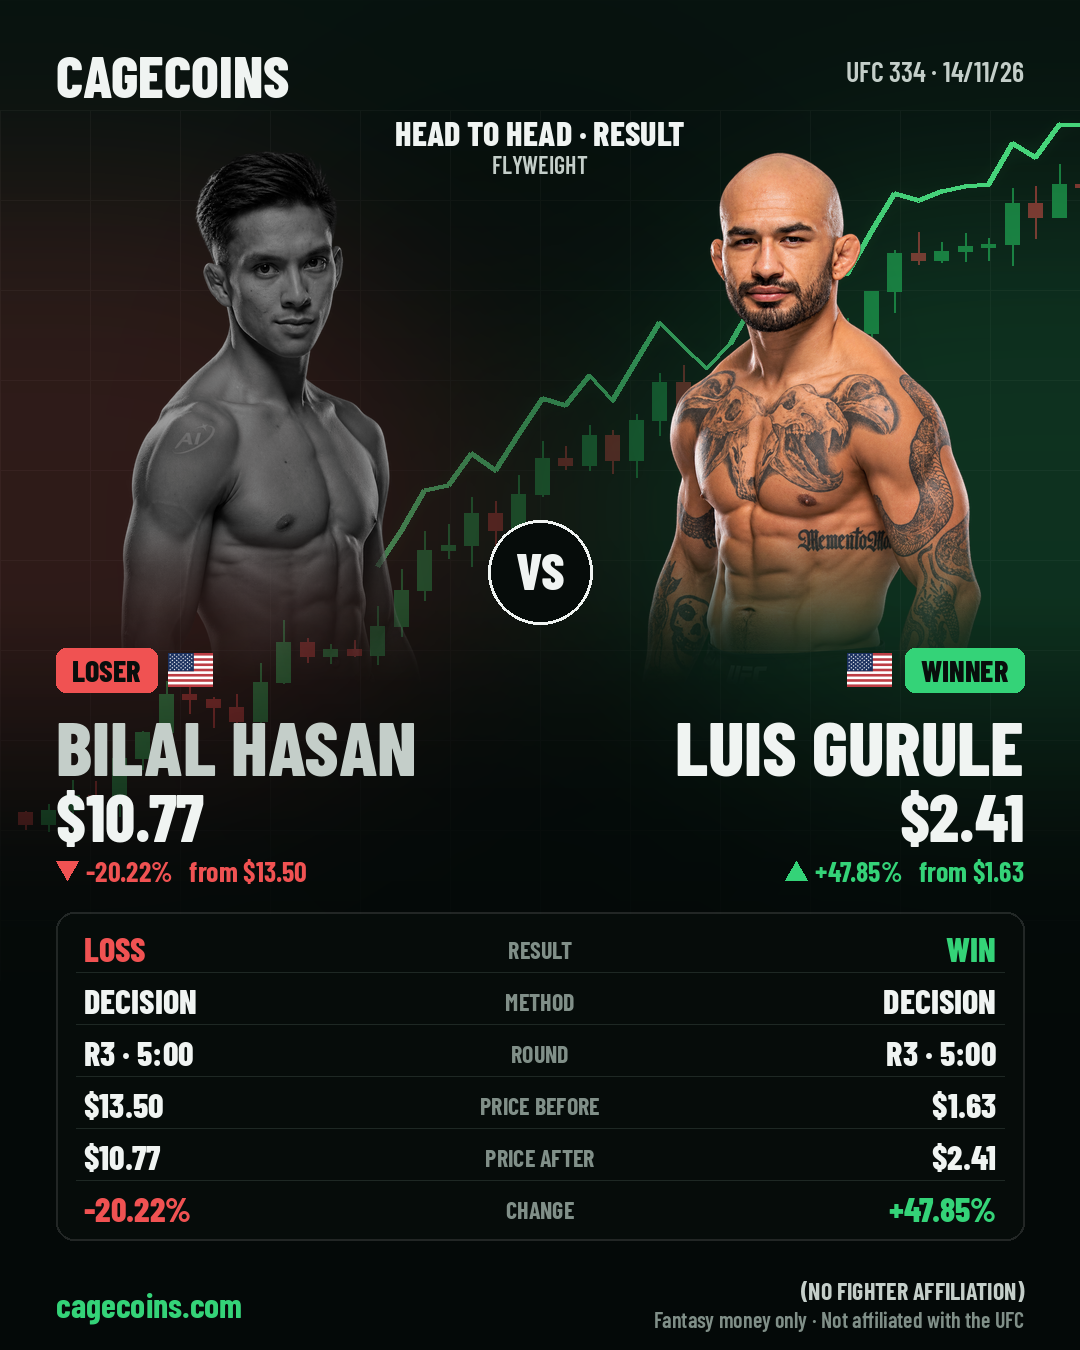 CAGECOINS
UFC 334 · 14/11/26
HEAD TO HEAD · RESULT
FLYWEIGHT
AI
Memento Mo
VS
LOSER
WINNER
BILAL HASAN
LUIS GURULE
$10.77
$2.41
▼ -20.22% from $13.50
▲ +47.85% from $1.63
LOSS RESULT WIN
DECISION METHOD DECISION
R3 · 5:00 ROUND R3 · 5:00
$13.50 PRICE BEFORE $1.63
$10.77 PRICE AFTER $2.41
-20.22% CHANGE +47.85%
cagecoins.com
(NO FIGHTER AFFILIATION)
Fantasy money only · Not affiliated with the UFC